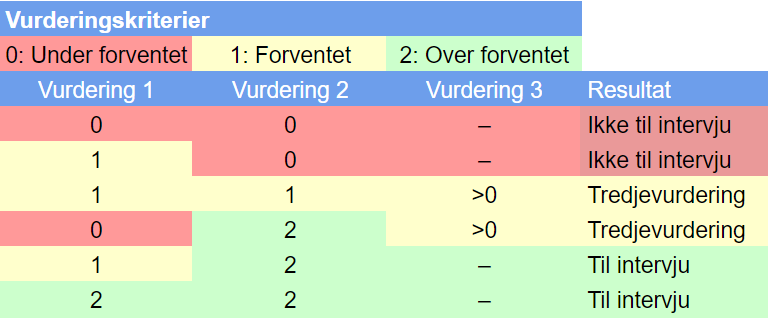 Vurderingskriterier
0: Under forventet 1: Forventet 2: Over forventet
Vurdering 1 Vurdering 2 Vurdering 3 Resultat
0 0 – Ikke til intervju
1 0 – Ikke til intervju
1 1 >0 Tredjevurdering
0 2 >0 Tredjevurdering
1 2 – Til intervju
2 2 – Til intervju